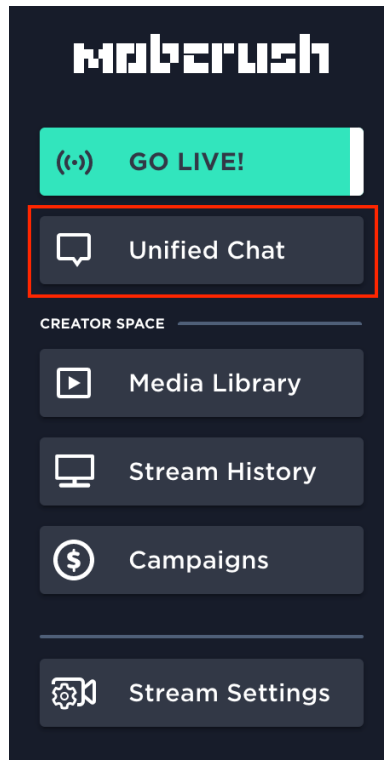 mobcrush
GO LIVE!
Unified Chat
CREATOR SPACE
Media Library
Stream History
Campaigns
Stream Settings